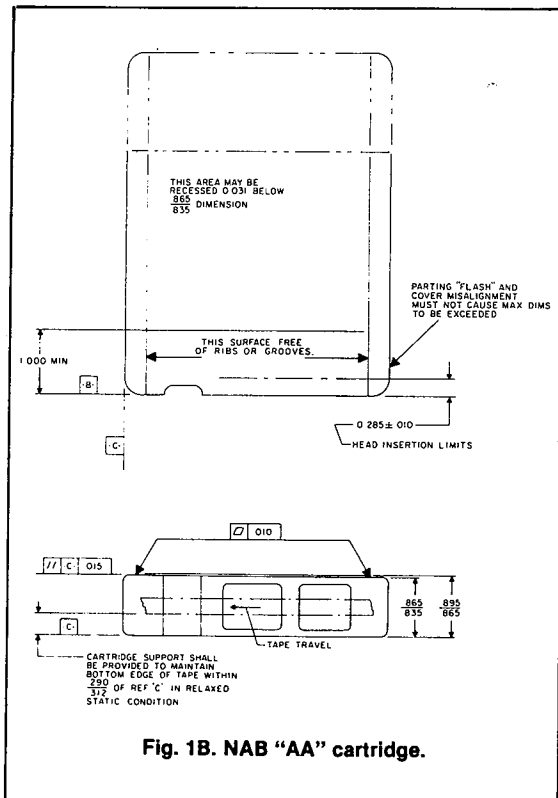 THIS AREA MAY BE
RECESSED 0.031 BELOW
865
835 DIMENSION
PARTING "FLASH" AND
COVER MISALIGNMENT
MUST NOT CAUSE MAX DIMS
TO BE EXCEEDED
THIS SURFACE FREE
OF RIBS OR GROOVES.
1.000 MIN
-B-
0.285 ± .010
HEAD INSERTION LIMITS
-C-
⏥ .010
// C .015
865
835
.895
865
C-
TAPE TRAVEL
CARTRIDGE SUPPORT SHALL
BE PROVIDED TO MAINTAIN
BOTTOM EDGE OF TAPE WITHIN
290
312 OF REF 'C' IN RELAXED
STATIC CONDITION
Fig. 1B. NAB "AA" cartridge.